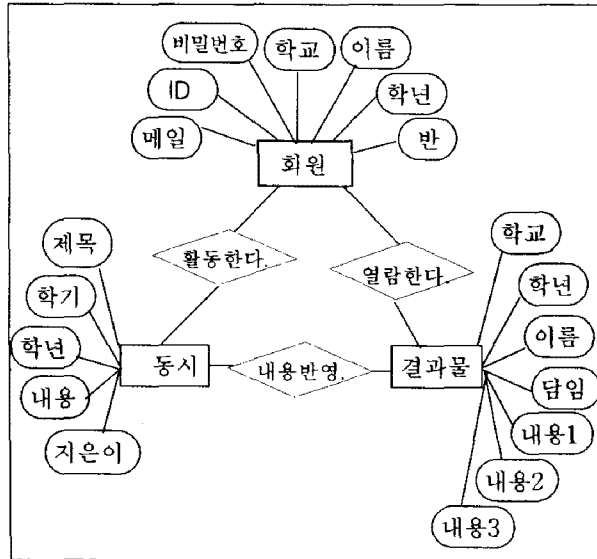 비밀번호
학교
이름
ID
학년
메일
반
회원
활동한다.
열람한다.
제목
학기
학년
내용
지은이
동시
내용반영.
결과물
학교
학년
이름
담임
내용1
내용2
내용3